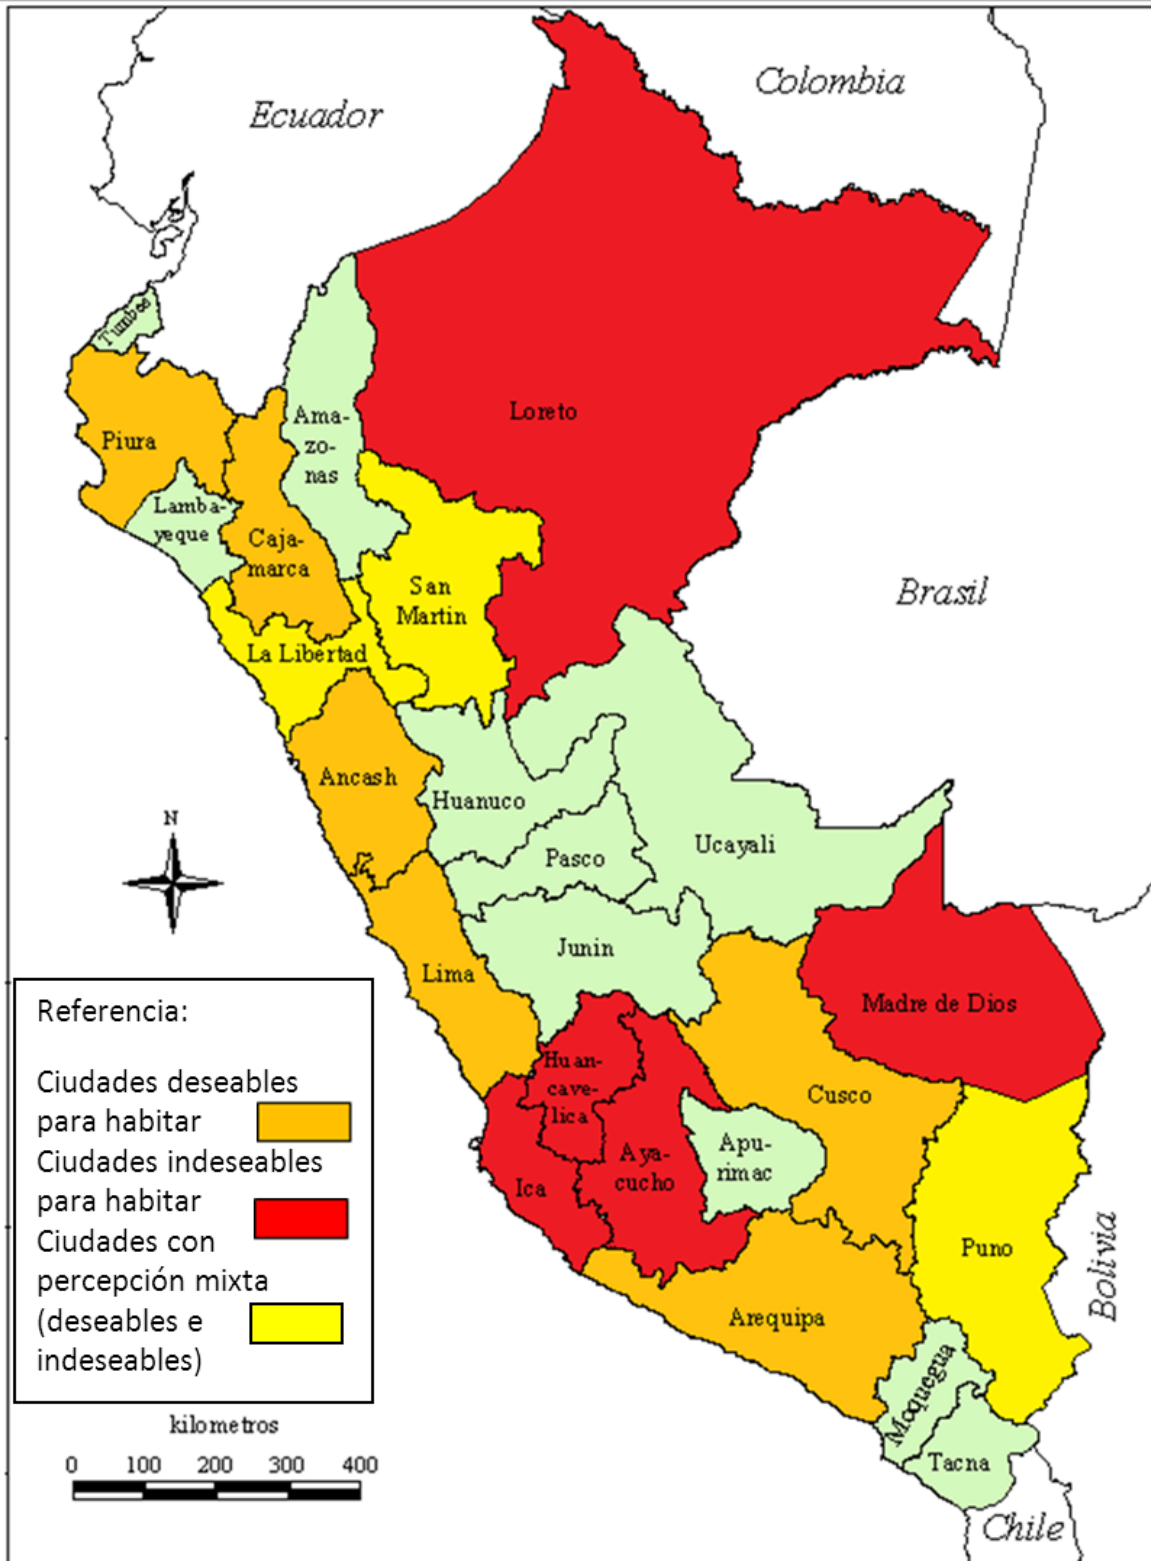 Colombia
Ecuador
Tumbes
Loreto
Ama-
zo-
nas
Piura
Lamba-
yeque
Caja-
marca
San
Martin
Brasil
La Libertad
Ancash
Huanuco
Ucayali
Pasco
N
Junin
Lima
Madre de Dios
Huan-
cave-
lica
Cusco
Apu-
rimac
Aya-
cucho
Ica
Puno
Bolivia
Arequipa
Moquegua
Tacna
Chile
Referencia:
Ciudades deseables
para habitar
Ciudades indeseables
para habitar
Ciudades con
percepción mixta
(deseables e
indeseables)
kilometros
0 100 200 300 400